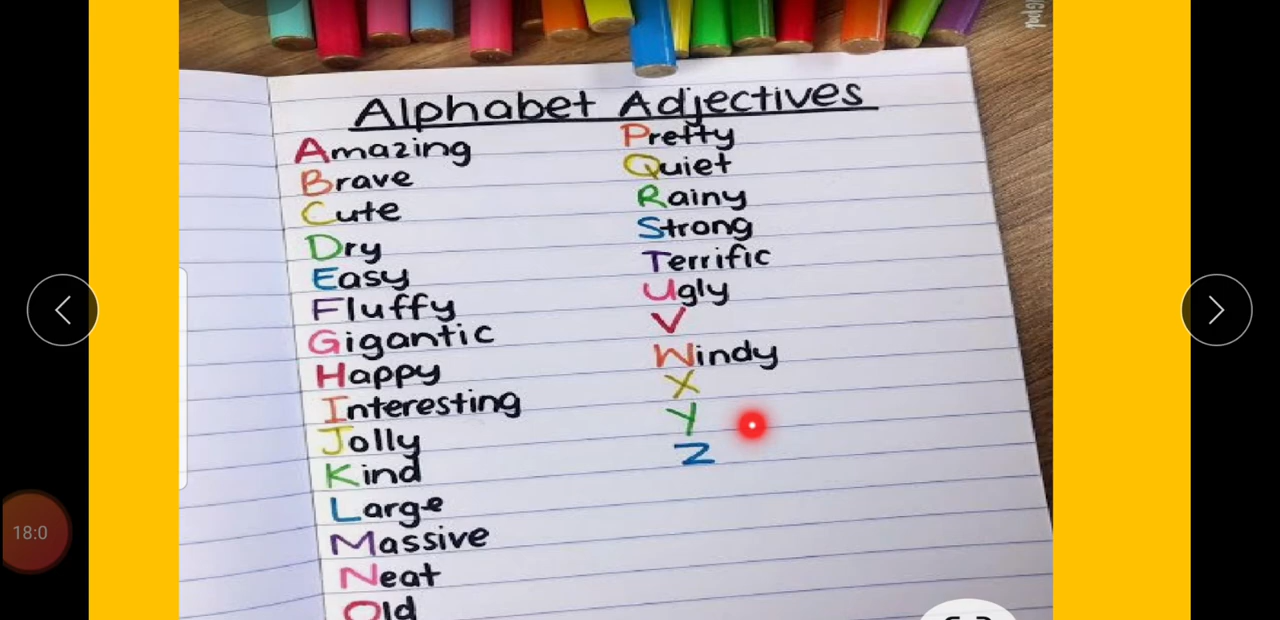 Alphabet Adjectives
Amazing
Brave
Cute
Dry
Easy
Fluffy
Gigantic
Happy
Interesting
Jolly
Kind
Large
Massive
Neat
Old
Pretty
Quiet
Rainy
Strong
Terrific
Ugly
V
Windy
X
Y
Z
18:0